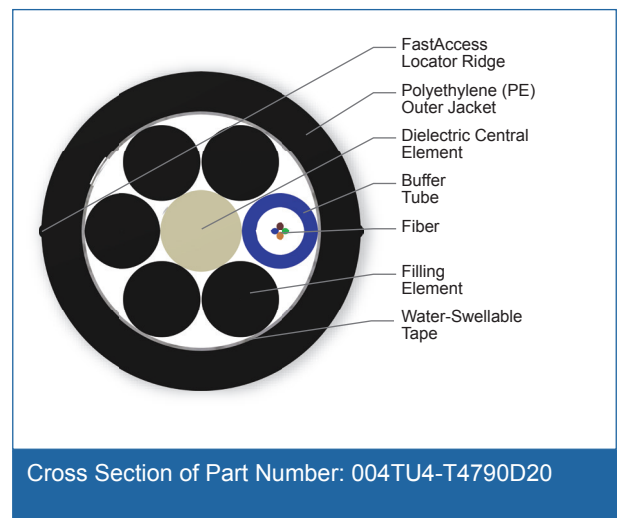 FastAccess
Locator Ridge
Polyethylene (PE)
Outer Jacket
Dielectric Central
Element
Buffer
Tube
Fiber
Filling
Element
Water-Swellable
Tape
Cross Section of Part Number: 004TU4-T4790D20